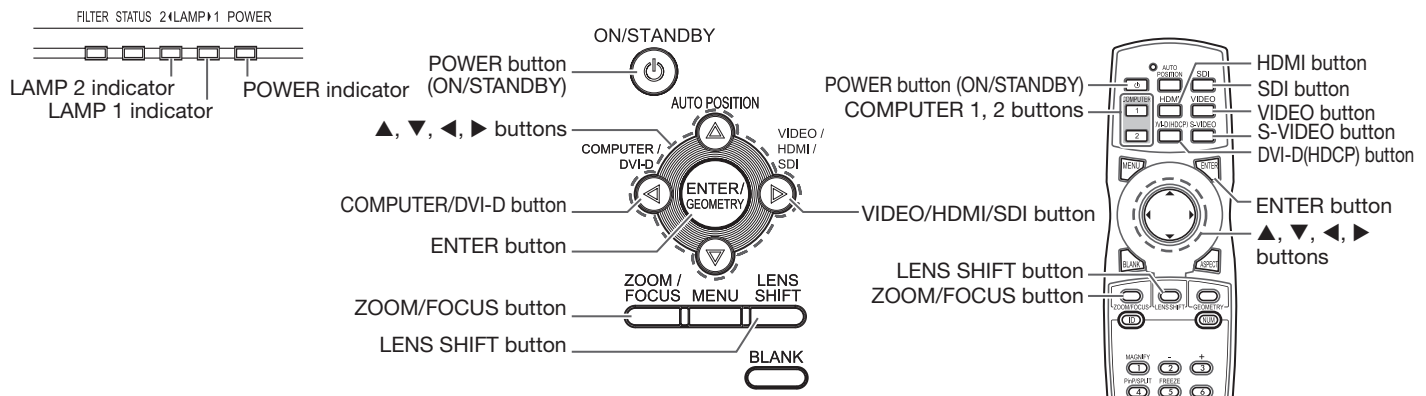 FILTER STATUS 2◀LAMP▶1 POWER
LAMP 2 indicator
LAMP 1 indicator
POWER indicator
ON/STANDBY
POWER button
(ON/STANDBY)
AUTO POSITION
▲, ▼, ◀, ▶ buttons
COMPUTER /
DVI-D
VIDEO /
HDMI /
SDI
ENTER/
GEOMETRY
COMPUTER/DVI-D button
VIDEO/HDMI/SDI button
ENTER button
ZOOM /
FOCUS
MENU
LENS
SHIFT
ZOOM/FOCUS button
LENS SHIFT button
BLANK
POWER button (ON/STANDBY)
COMPUTER 1, 2 buttons
AUTO
POSITION
SDI
COMPUTER
HDMI
VIDEO
1
DVI-D(HDCP)
S-VIDEO
2
MENU
ENTER
BLANK
ASPECT
HDMI button
SDI button
VIDEO button
S-VIDEO button
DVI-D(HDCP) button
ENTER button
▲, ▼, ◀, ▶
buttons
LENS SHIFT button
ZOOM/FOCUS button
ZOOM/FOCUS
LENS SHIFT
GEOMETRY
ID
NUM
MAGNIFY
-
+
1
2
3
PinP/SPLIT
FREEZE
4
5
6